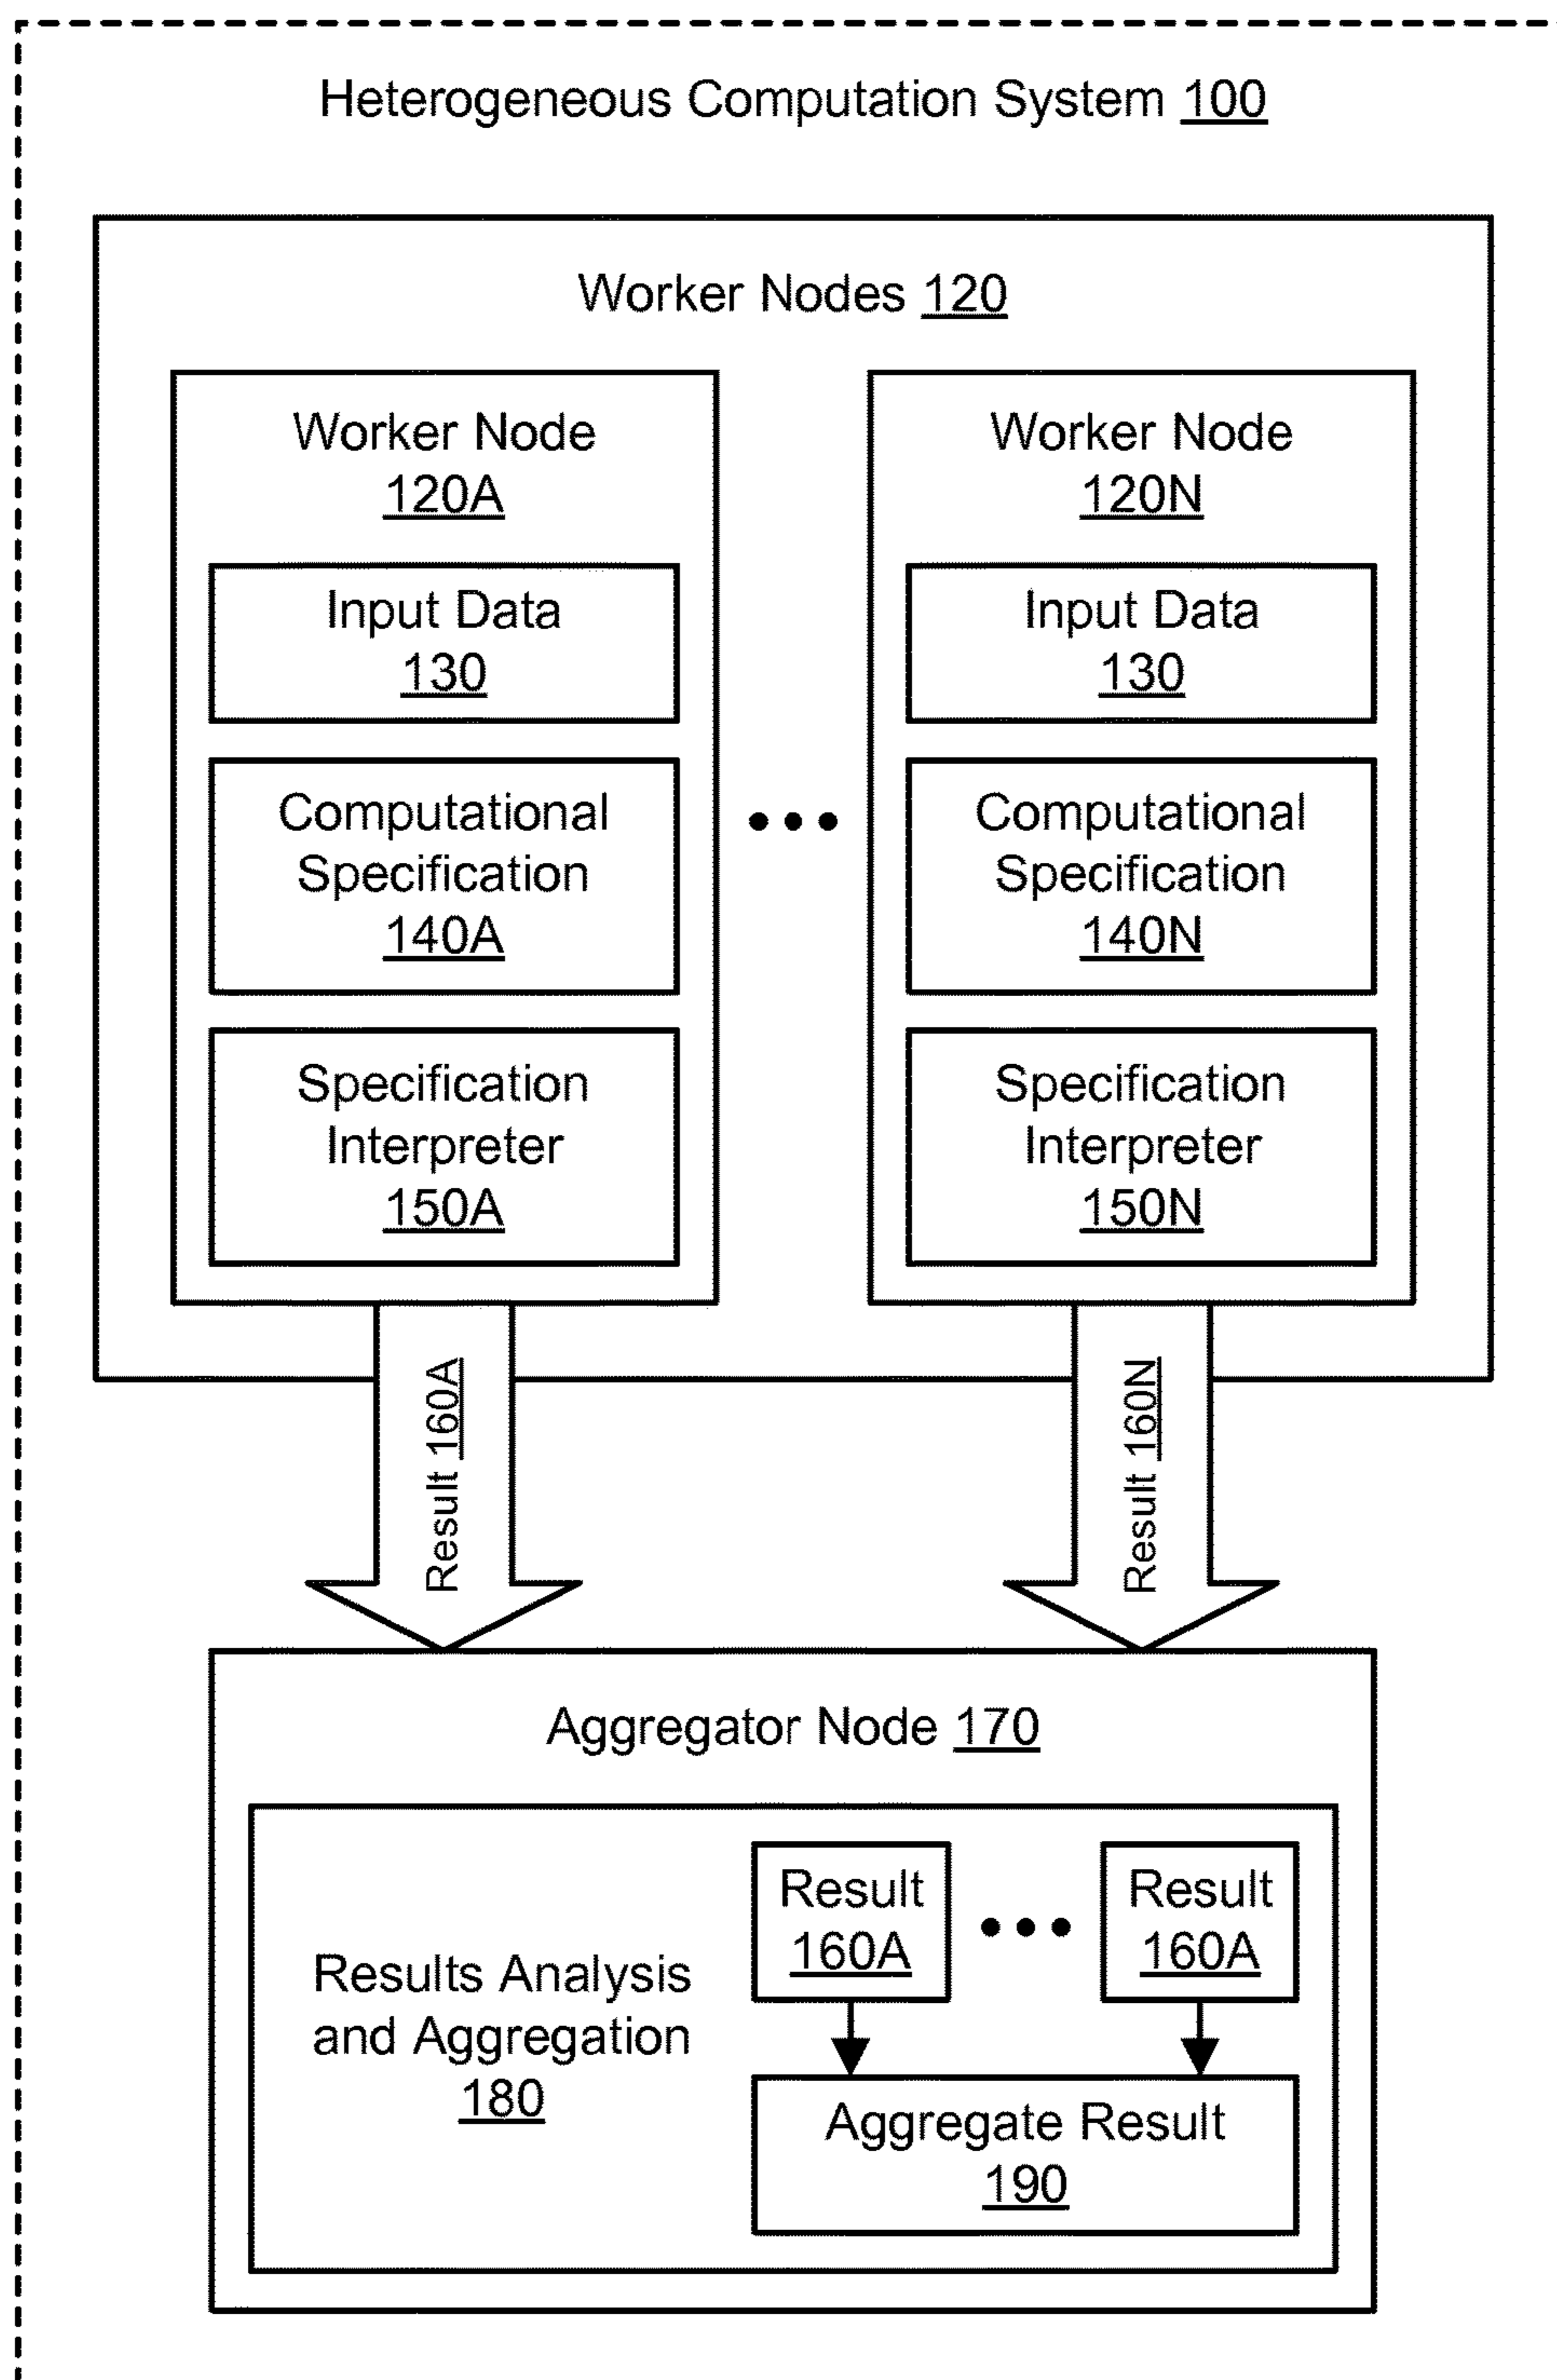 Heterogeneous Computation System 100
Worker Nodes 120
Worker Node
120A
Input Data
130
Computational
Specification
140A
Specification
Interpreter
150A
Worker Node
120N
Input Data
130
Computational
Specification
140N
Specification
Interpreter
150N
Result 160A
Result 160N
Aggregator Node 170
Results Analysis
and Aggregation
180
Result
160A
Result
160A
Aggregate Result
190